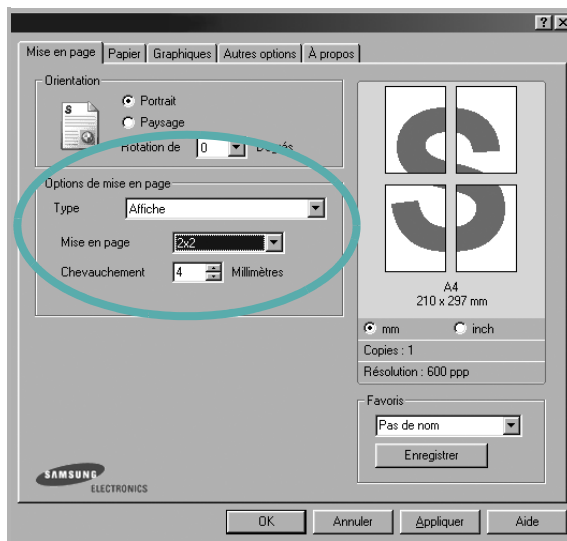 ? X
Mise en page Papier Graphiques Autres options À propos
Orientation
S
Portrait
Paysage
Rotation de 0 Degrés
Options de mise en page
Type Affiche
Mise en page 2x2
Chevauchement 4 Millimètres
S
A4
210 x 297 mm
mm inch
Copies : 1
Résolution : 600 ppp
Favoris
Pas de nom
Enregistrer
SAMSUNG
ELECTRONICS
OK Annuler Appliquer Aide